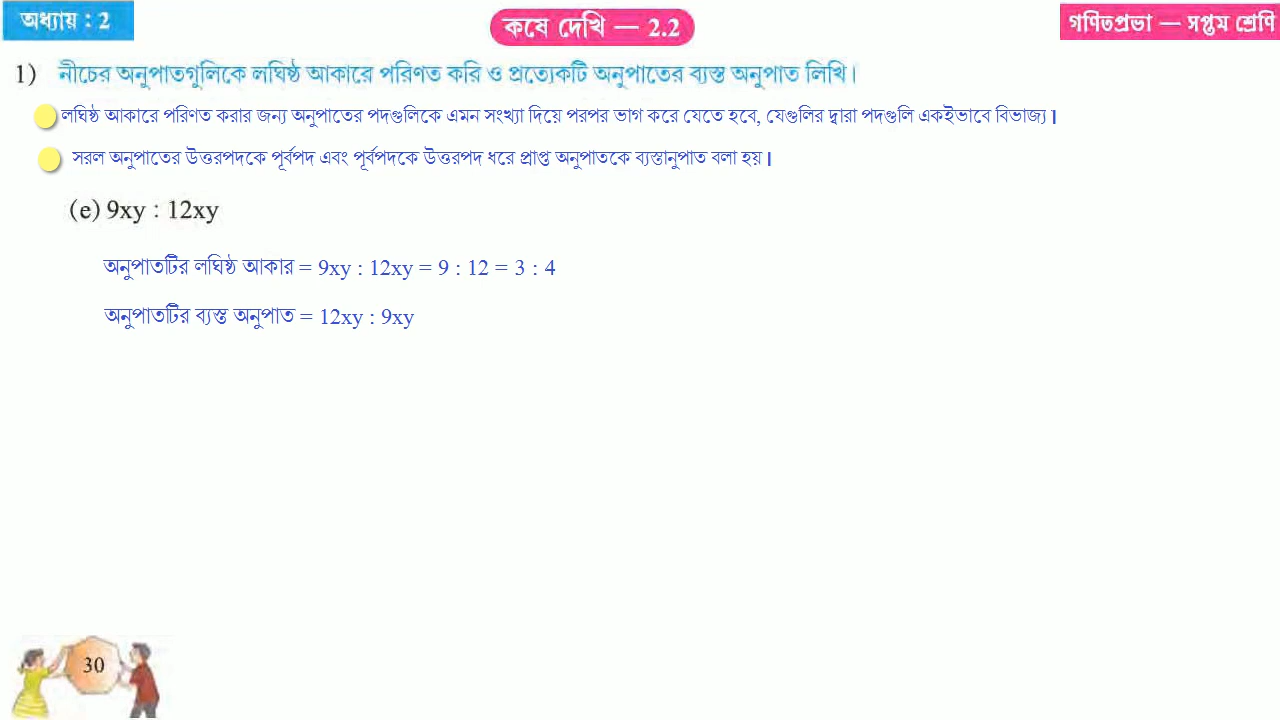 অধ্যায় : 2
কষে দেখি — 2.2
গণিতপ্রভা — সপ্তম শ্রেণি
1) নীচের অনুপাতগুলিকে লঘিষ্ঠ আকারে পরিণত করি ও প্রত্যেকটি অনুপাতের ব্যস্ত অনুপাত লিখি।
লঘিষ্ঠ আকারে পরিণত করার জন্য অনুপাতের পদগুলিকে এমন সংখ্যা দিয়ে পরপর ভাগ করে যেতে হবে, যেগুলির দ্বারা পদগুলি একইভাবে বিভাজ্য।
সরল অনুপাতের উত্তরপদকে পূর্বপদ এবং পূর্বপদকে উত্তরপদ ধরে প্রাপ্ত অনুপাতকে ব্যস্তানুপাত বলা হয়।
(e) 9xy : 12xy
অনুপাতটির লঘিষ্ঠ আকার = 9xy : 12xy = 9 : 12 = 3 : 4
অনুপাতটির ব্যস্ত অনুপাত = 12xy : 9xy
30